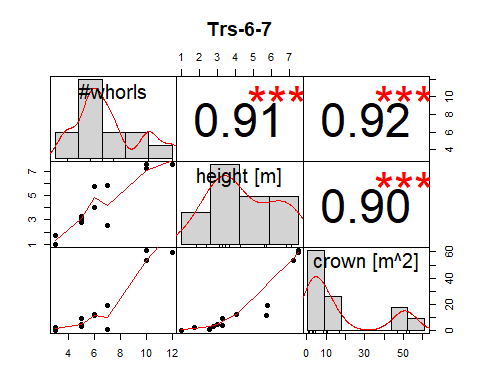 Trs-6-7
1 2 3 4 5 6 7
#whorls
0.91
***
0.92
***
4 6 8 10
1 3 5 7
height [m]
0.90
***
crown [m^2]
0 20 40 60
4 6 8 10 12
0 10 30 50